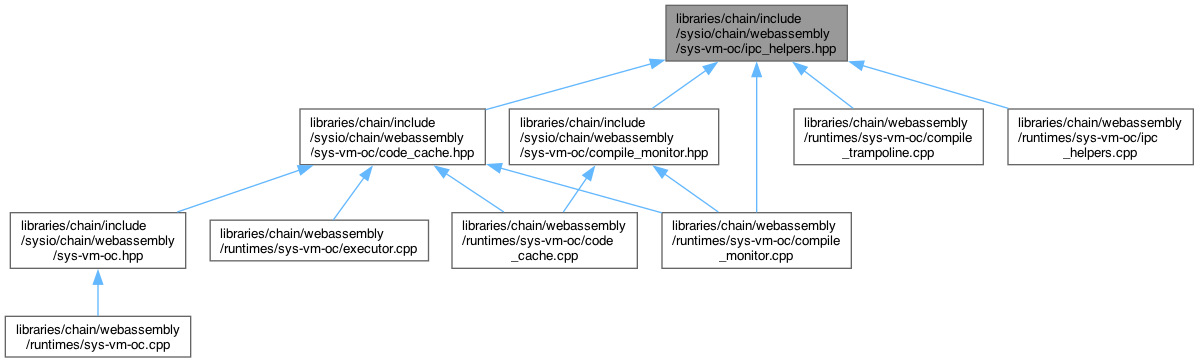 libraries/chain/include
/sysio/chain/webassembly
/sys-vm-oc/ipc_helpers.hpp
libraries/chain/include
/sysio/chain/webassembly
/sys-vm-oc/code_cache.hpp
libraries/chain/include
/sysio/chain/webassembly
/sys-vm-oc/compile_monitor.hpp
libraries/chain/webassembly
/runtimes/sys-vm-oc/compile
_trampoline.cpp
libraries/chain/webassembly
/runtimes/sys-vm-oc/ipc
_helpers.cpp
libraries/chain/include
/sysio/chain/webassembly
/sys-vm-oc.hpp
libraries/chain/webassembly
/runtimes/sys-vm-oc/executor.cpp
libraries/chain/webassembly
/runtimes/sys-vm-oc/code
_cache.cpp
libraries/chain/webassembly
/runtimes/sys-vm-oc/compile
_monitor.cpp
libraries/chain/webassembly
/runtimes/sys-vm-oc.cpp